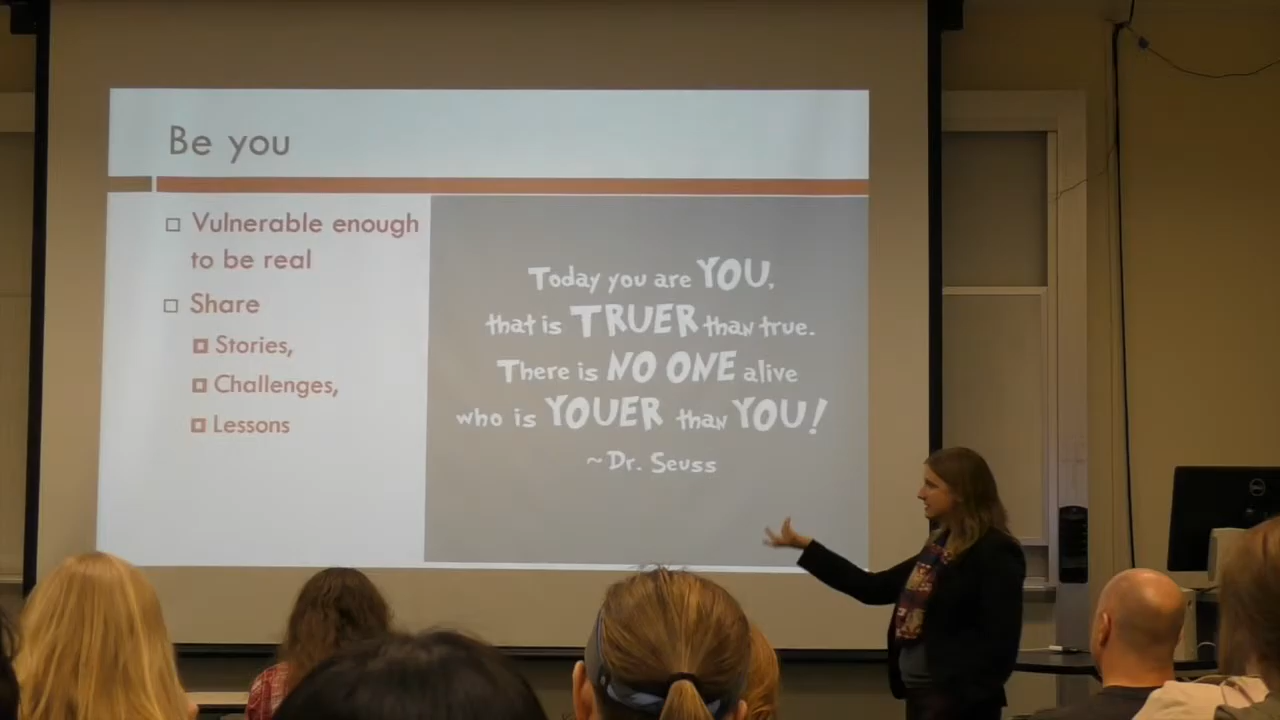 Be you
Vulnerable enough
to be real
Share
Stories,
Challenges,
Lessons
Today you are YOU,
that is TRUER than true.
There is NO ONE alive
who is YOUER than YOU!
~Dr. Seuss
DELL